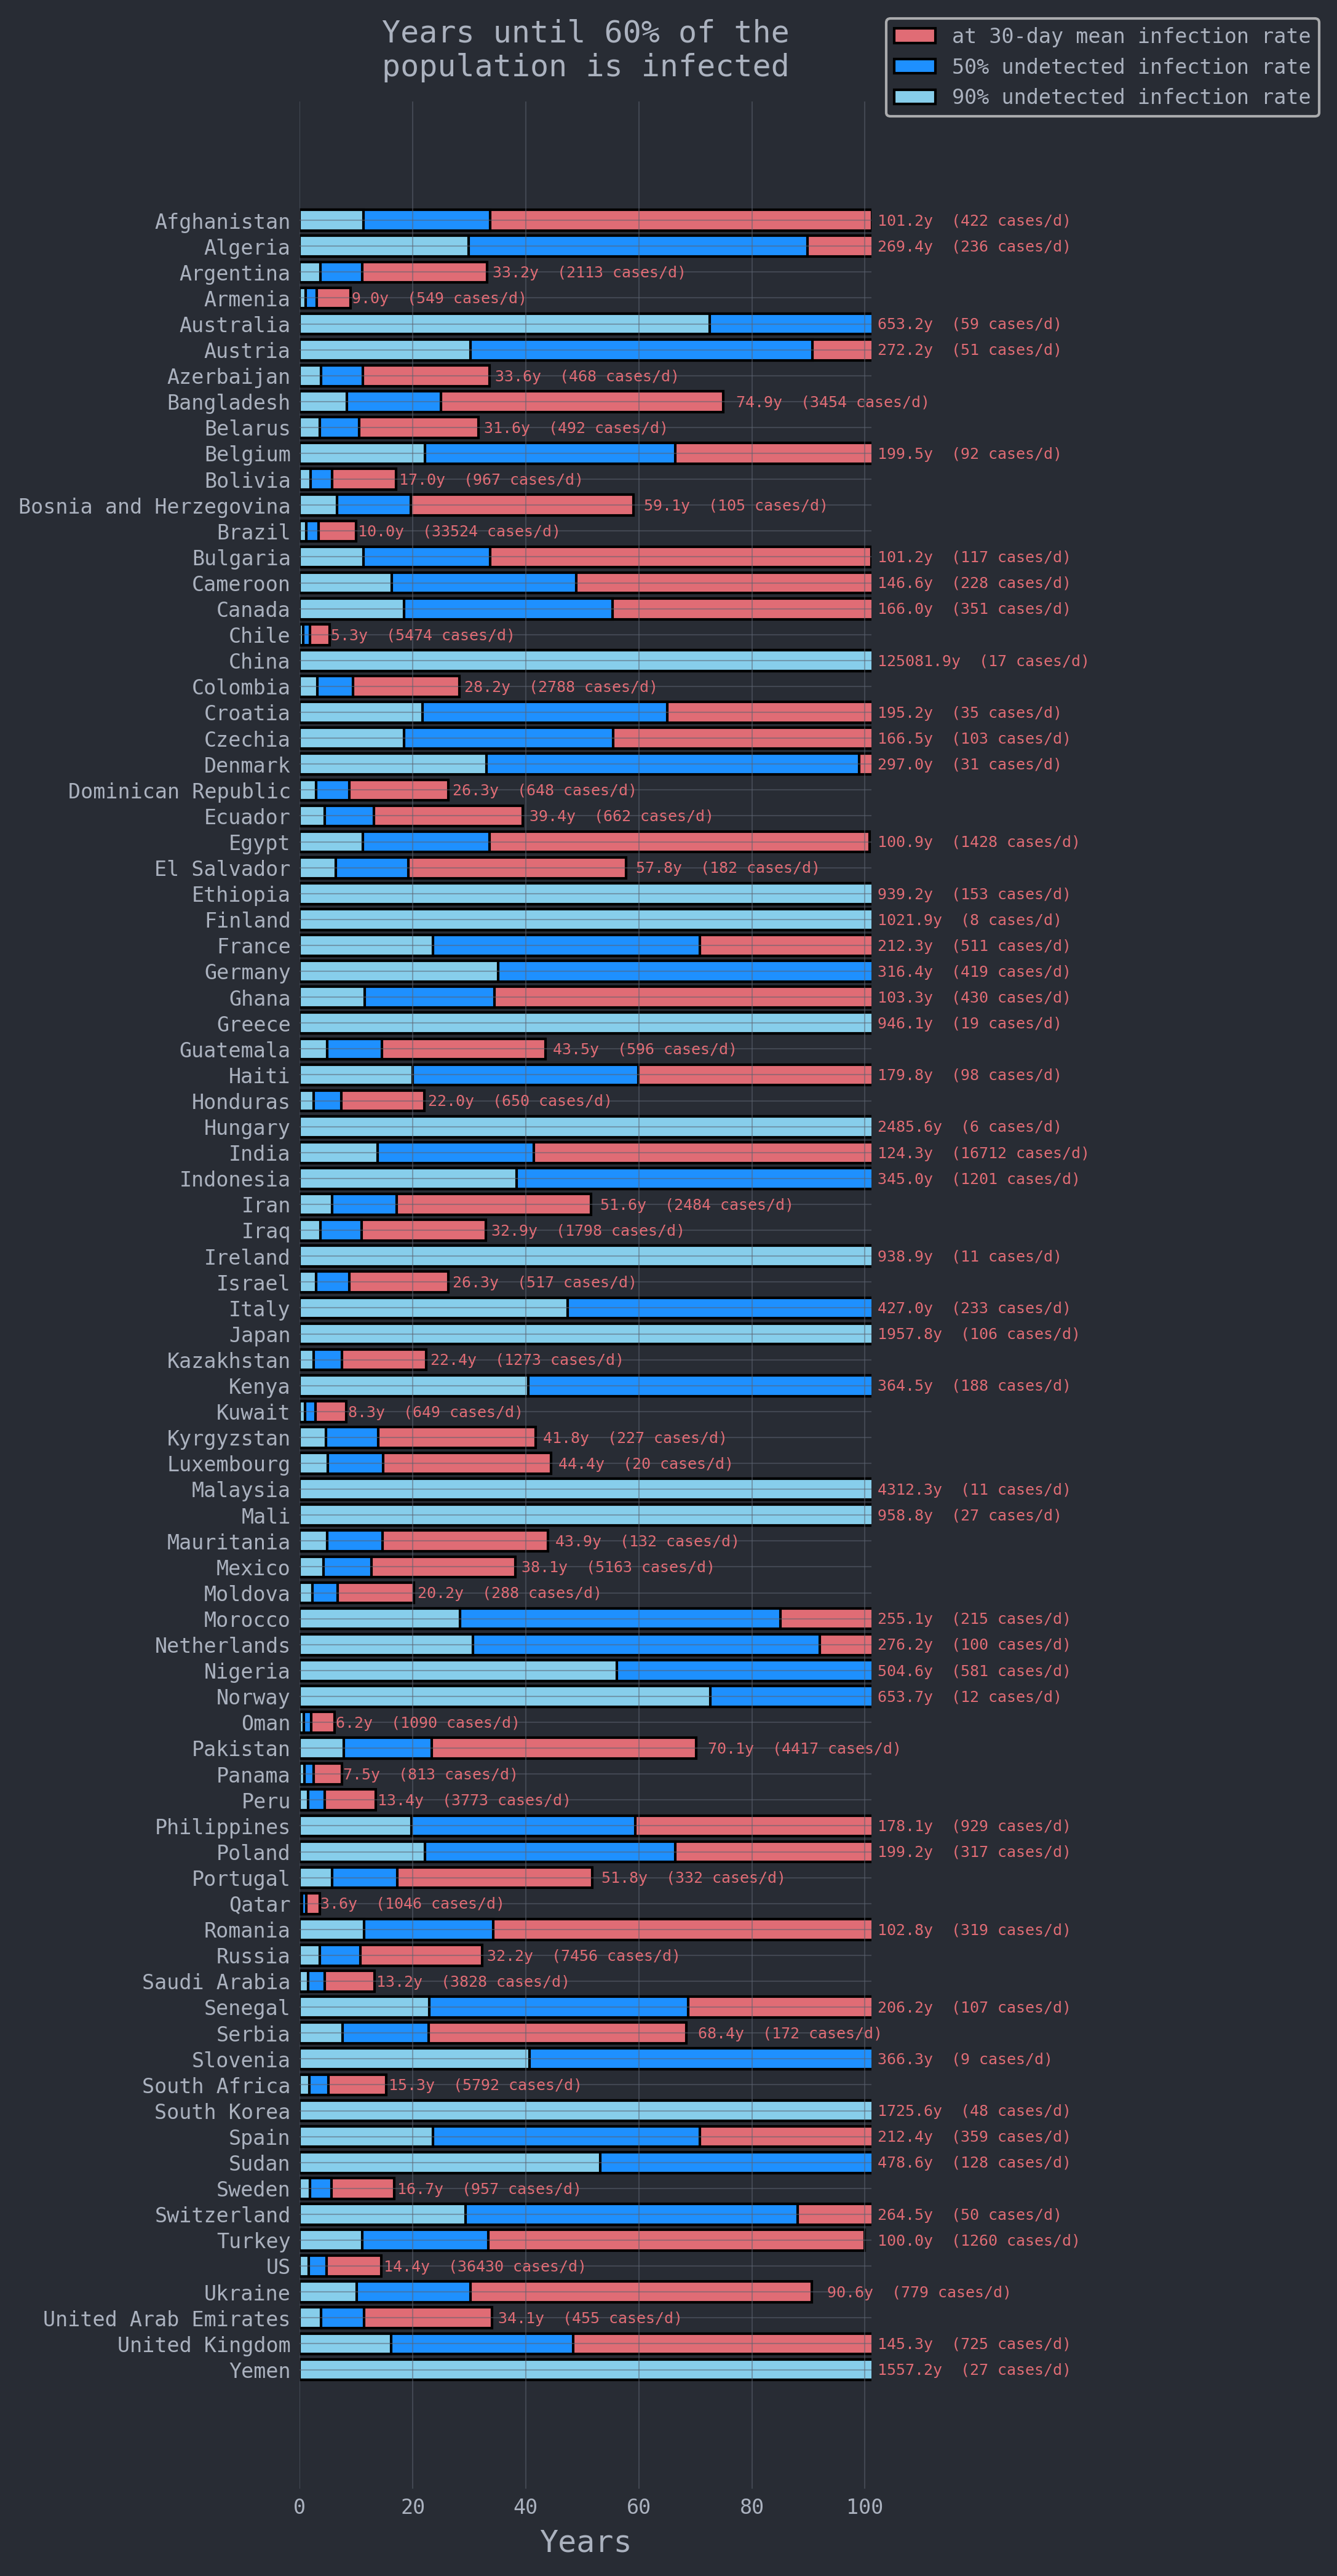 Years until 60% of the
population is infected
at 30-day mean infection rate
50% undetected infection rate
90% undetected infection rate
Afghanistan 101.2y (422 cases/d)
Algeria 269.4y (236 cases/d)
Argentina 33.2y (2113 cases/d)
Armenia 9.0y (549 cases/d)
Australia 653.2y (59 cases/d)
Austria 272.2y (51 cases/d)
Azerbaijan 33.6y (468 cases/d)
Bangladesh 74.9y (3454 cases/d)
Belarus 31.6y (492 cases/d)
Belgium 199.5y (92 cases/d)
Bolivia 17.0y (967 cases/d)
Bosnia and Herzegovina 59.1y (105 cases/d)
Brazil 10.0y (33524 cases/d)
Bulgaria 101.2y (117 cases/d)
Cameroon 146.6y (228 cases/d)
Canada 166.0y (351 cases/d)
Chile 5.3y (5474 cases/d)
China 125081.9y (17 cases/d)
Colombia 28.2y (2788 cases/d)
Croatia 195.2y (35 cases/d)
Czechia 166.5y (103 cases/d)
Denmark 297.0y (31 cases/d)
Dominican Republic 26.3y (648 cases/d)
Ecuador 39.4y (662 cases/d)
Egypt 100.9y (1428 cases/d)
El Salvador 57.8y (182 cases/d)
Ethiopia 939.2y (153 cases/d)
Finland 1021.9y (8 cases/d)
France 212.3y (511 cases/d)
Germany 316.4y (419 cases/d)
Ghana 103.3y (430 cases/d)
Greece 946.1y (19 cases/d)
Guatemala 43.5y (596 cases/d)
Haiti 179.8y (98 cases/d)
Honduras 22.0y (650 cases/d)
Hungary 2485.6y (6 cases/d)
India 124.3y (16712 cases/d)
Indonesia 345.0y (1201 cases/d)
Iran 51.6y (2484 cases/d)
Iraq 32.9y (1798 cases/d)
Ireland 938.9y (11 cases/d)
Israel 26.3y (517 cases/d)
Italy 427.0y (233 cases/d)
Japan 1957.8y (106 cases/d)
Kazakhstan 22.4y (1273 cases/d)
Kenya 364.5y (188 cases/d)
Kuwait 8.3y (649 cases/d)
Kyrgyzstan 41.8y (227 cases/d)
Luxembourg 44.4y (20 cases/d)
Malaysia 4312.3y (11 cases/d)
Mali 958.8y (27 cases/d)
Mauritania 43.9y (132 cases/d)
Mexico 38.1y (5163 cases/d)
Moldova 20.2y (288 cases/d)
Morocco 255.1y (215 cases/d)
Netherlands 276.2y (100 cases/d)
Nigeria 504.6y (581 cases/d)
Norway 653.7y (12 cases/d)
Oman 6.2y (1090 cases/d)
Pakistan 70.1y (4417 cases/d)
Panama 7.5y (813 cases/d)
Peru 13.4y (3773 cases/d)
Philippines 178.1y (929 cases/d)
Poland 199.2y (317 cases/d)
Portugal 51.8y (332 cases/d)
Qatar 3.6y (1046 cases/d)
Romania 102.8y (319 cases/d)
Russia 32.2y (7456 cases/d)
Saudi Arabia 13.2y (3828 cases/d)
Senegal 206.2y (107 cases/d)
Serbia 68.4y (172 cases/d)
Slovenia 366.3y (9 cases/d)
South Africa 15.3y (5792 cases/d)
South Korea 1725.6y (48 cases/d)
Spain 212.4y (359 cases/d)
Sudan 478.6y (128 cases/d)
Sweden 16.7y (957 cases/d)
Switzerland 264.5y (50 cases/d)
Turkey 100.0y (1260 cases/d)
US 14.4y (36430 cases/d)
Ukraine 90.6y (779 cases/d)
United Arab Emirates 34.1y (455 cases/d)
United Kingdom 145.3y (725 cases/d)
Yemen 1557.2y (27 cases/d)
0 20 40 60 80 100
Years